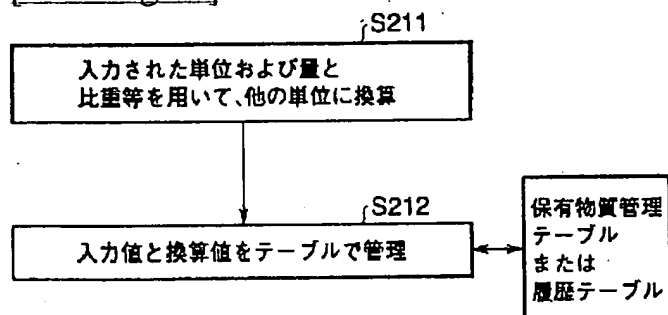 S211
入力された単位および量と
比重等を用いて、他の単位に換算
S212
入力値と換算値をテーブルで管理
保有物質管理
テーブル
または
履歴テーブル